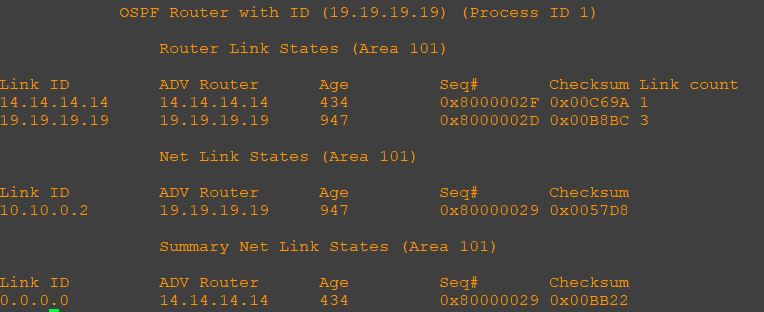 OSPF Router with ID (19.19.19.19) (Process ID 1)
Router Link States (Area 101)
Link ID ADV Router Age Seq# Checksum Link count
14.14.14.14 14.14.14.14 434 0x8000002F 0x00C69A 1
19.19.19.19 19.19.19.19 947 0x8000002D 0x00B8BC 3
Net Link States (Area 101)
Link ID ADV Router Age Seq# Checksum
10.10.0.2 19.19.19.19 947 0x80000029 0x0057D8
Summary Net Link States (Area 101)
Link ID ADV Router Age Seq# Checksum
0.0.0.0 14.14.14.14 434 0x80000029 0x00BB22